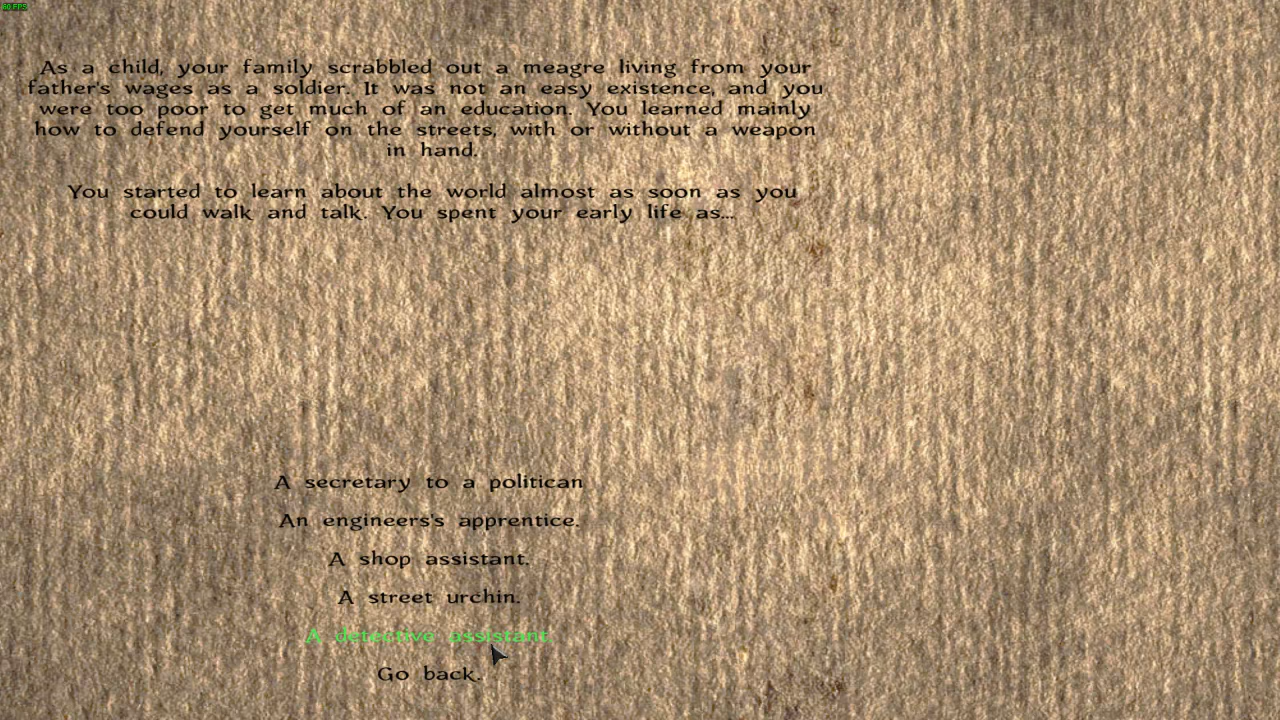 60 FPS
As a child, your family scrabbled out a meagre living from your
father's wages as a soldier. It was not an easy existence, and you
were too poor to get much of an education. You learned mainly
how to defend yourself on the streets, with or without a weapon
in hand.
You started to learn about the world almost as soon as you
could walk and talk. You spent your early life as...
A secretary to a politican
An engineers's apprentice.
A shop assistant.
A street urchin.
A detective assistant.
Go back.